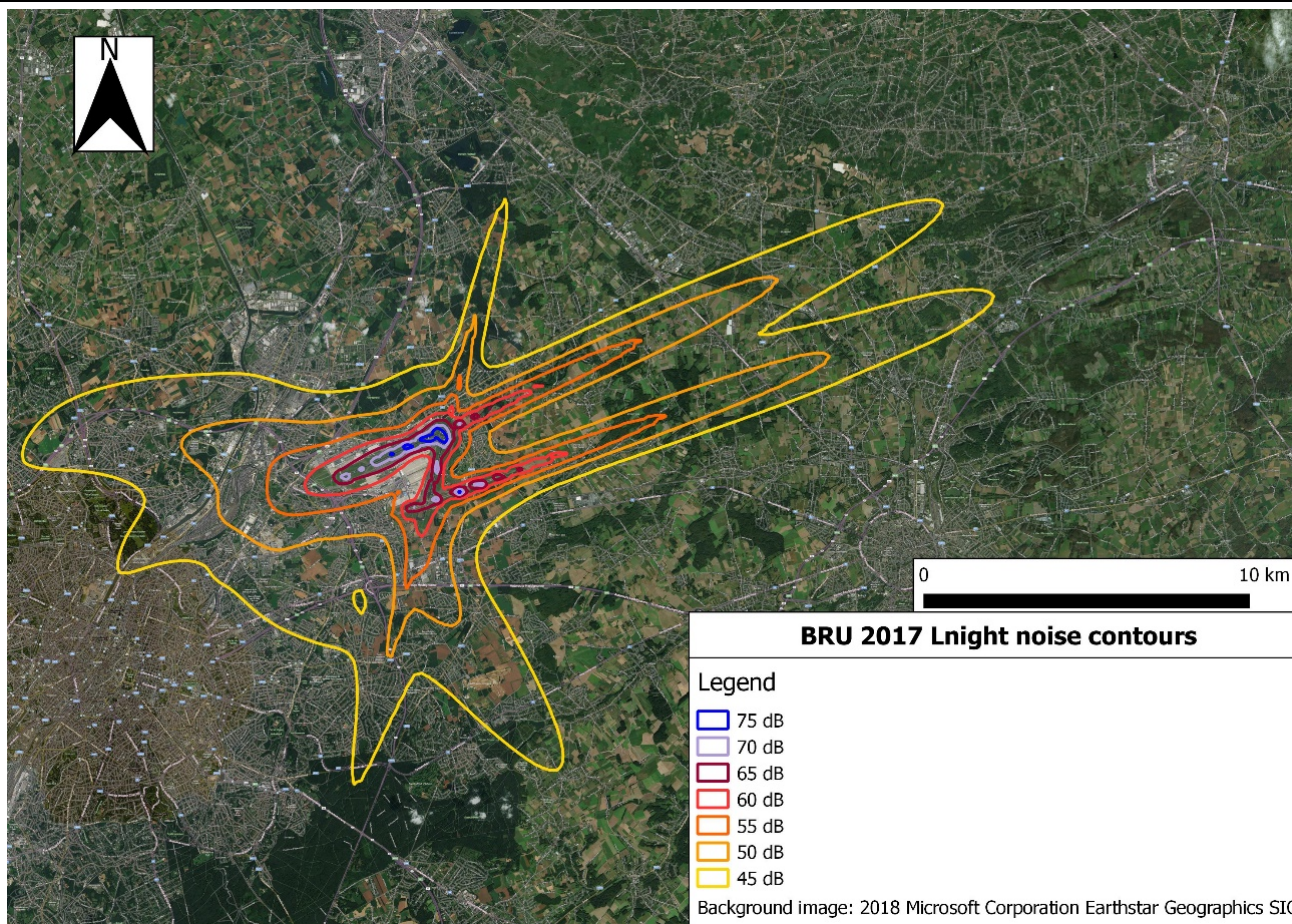 N
0 10 km
BRU 2017 Lnight noise contours
Legend
75 dB
70 dB
65 dB
60 dB
55 dB
50 dB
45 dB
Background image: 2018 Microsoft Corporation Earthstar Geographics SIO